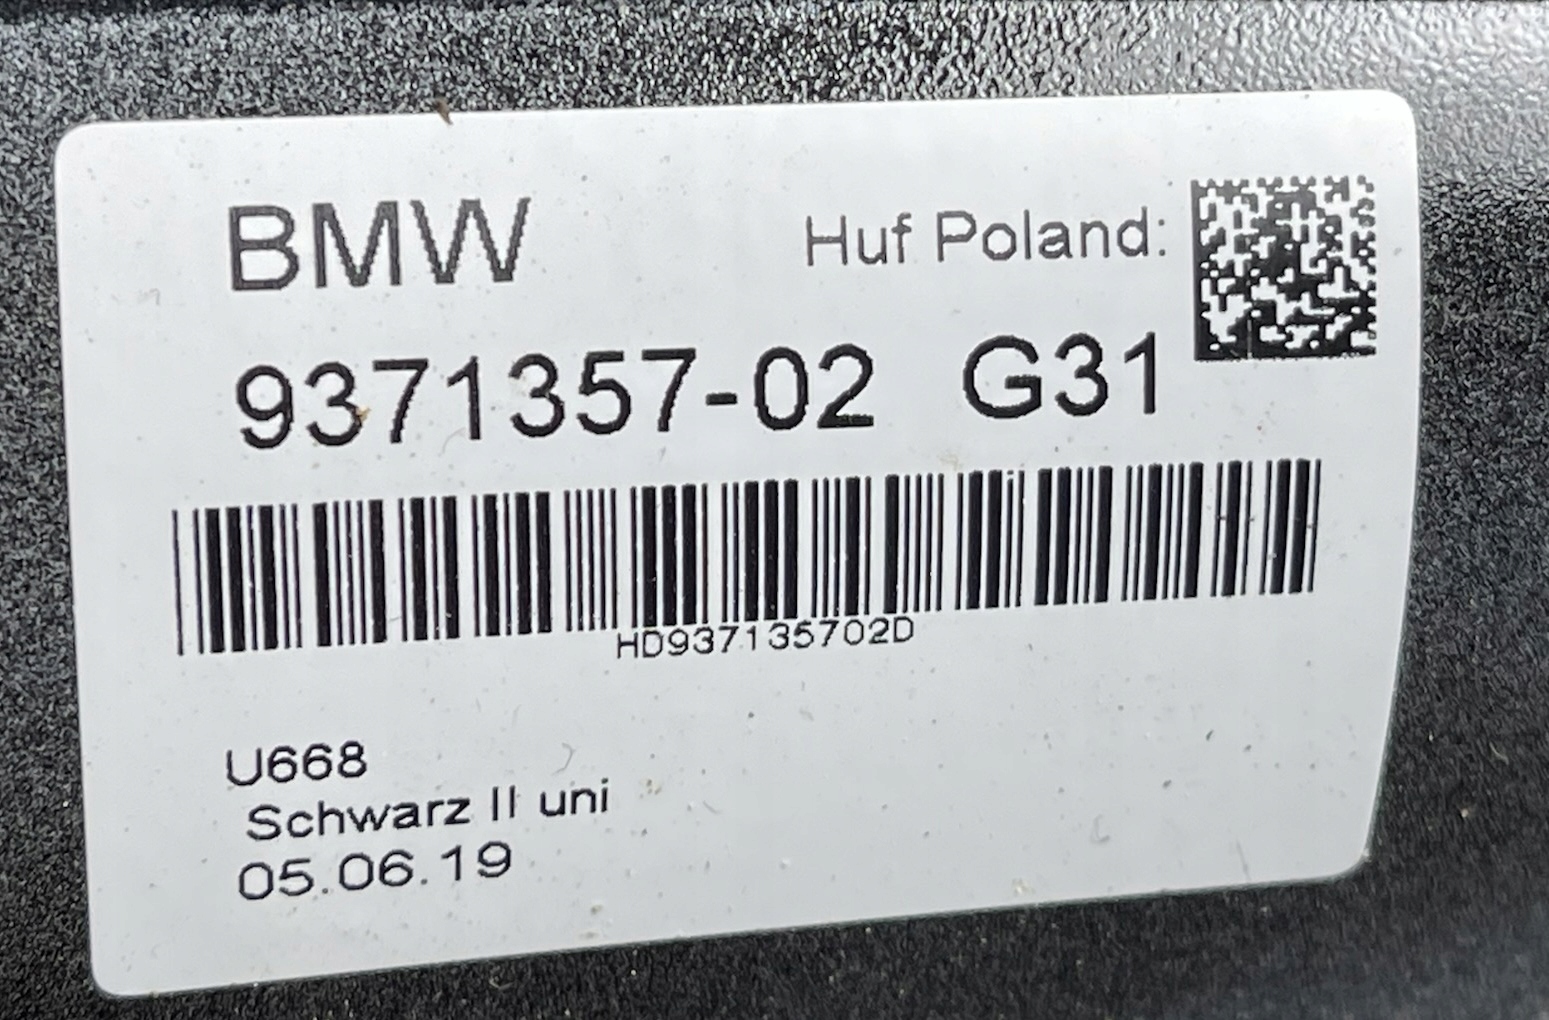 BMW
Huf Poland:
9371357-02 G31
HD937135702D
U668
Schwarz II uni
05.06.19